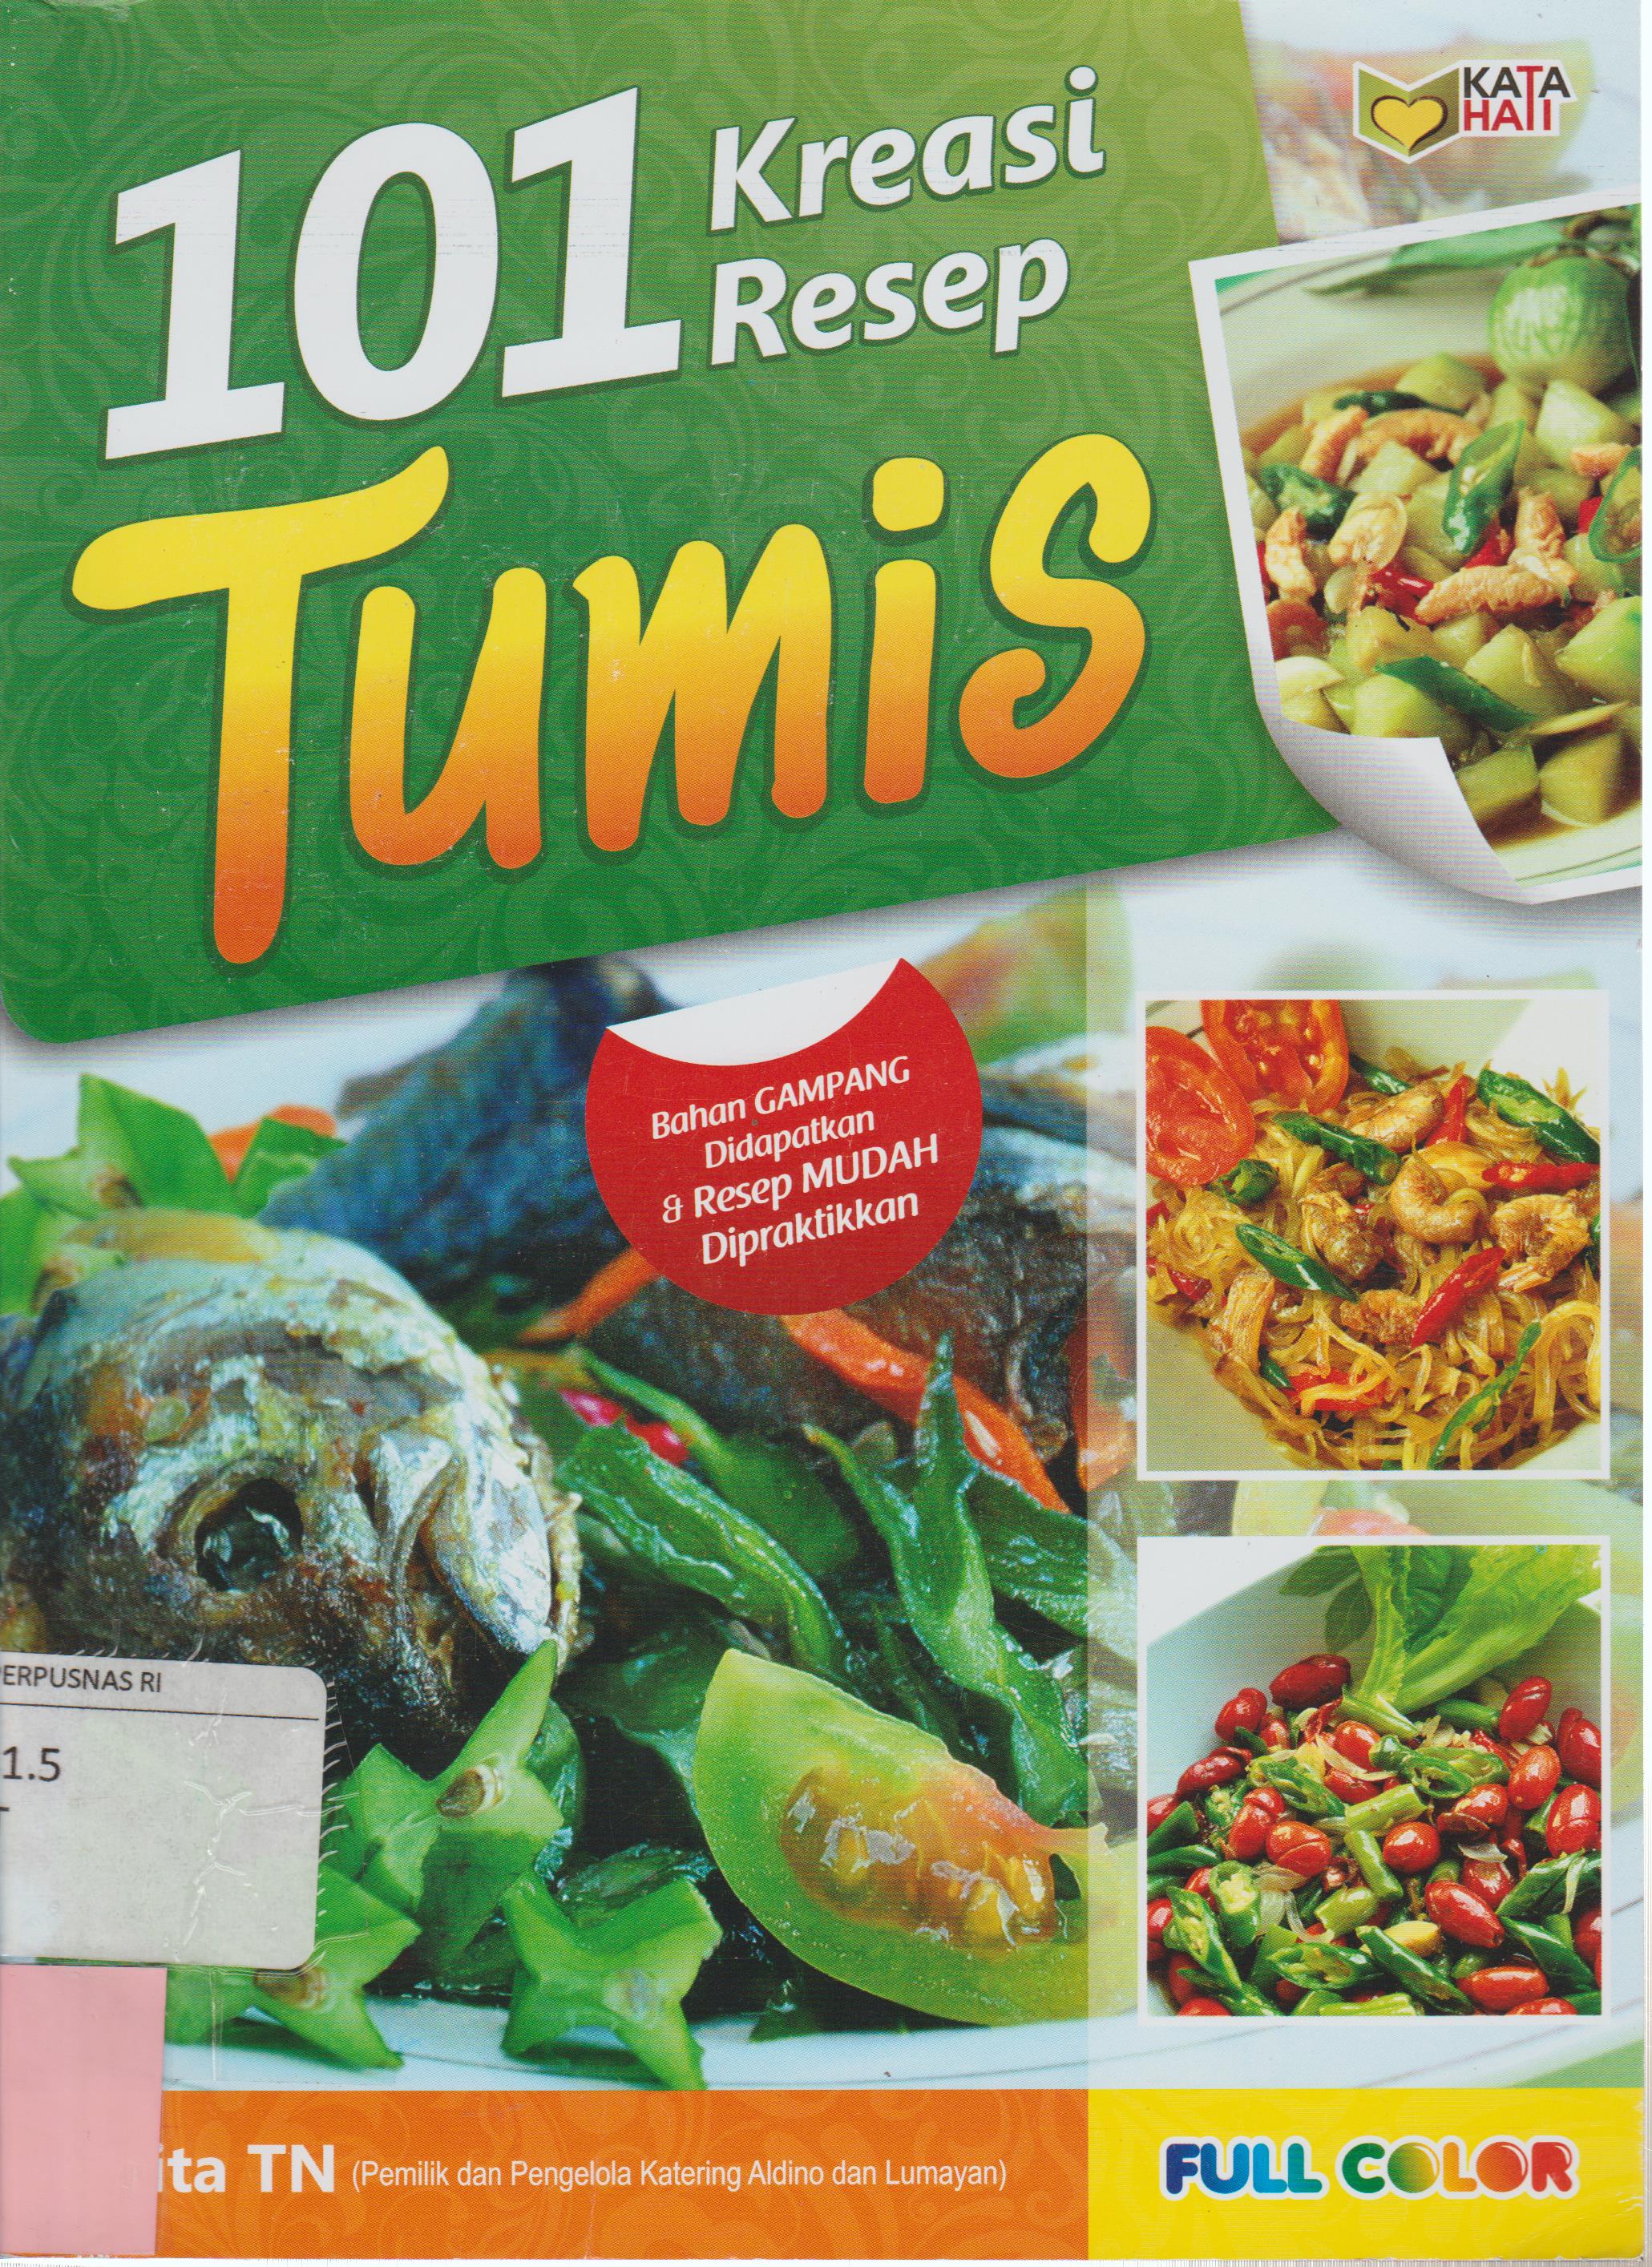 101 Kreasi
Resep
Tumis
KATA
HATI
Bahan GAMPANG
Didapatkan
& Resep MUDAH
Dipraktikkan
PERPUSNAS RI
1.5
ita TN (Pemilik dan Pengelola Katering Aldino dan Lumayan)
FULL COLOR